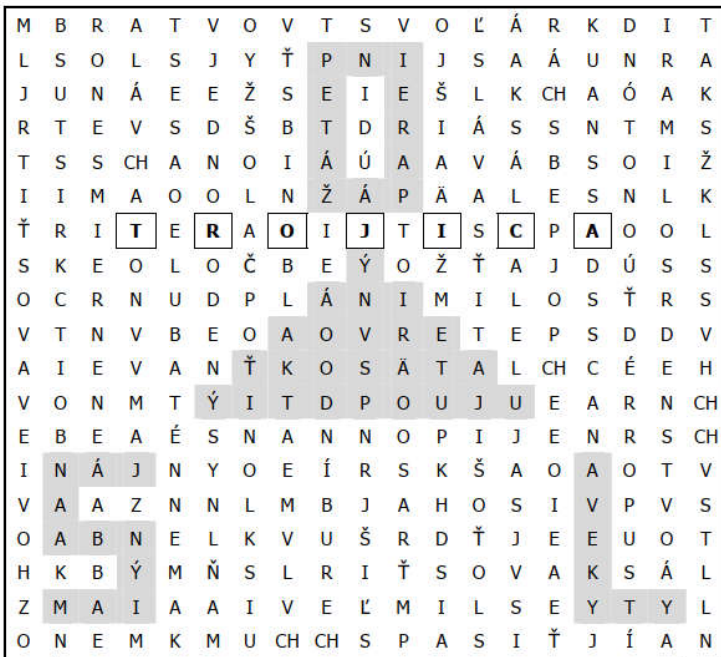 M B R A T V O V T S V O Ľ Á R K D I T
L S O L S J Y Ť P N I J S A Á U N R A
J U N Á E E Ž S E I E Š L K CH A Ó A K
R T E V S D Š B T D R I Á S S N T M S
T S S CH A N O I Á Ú A A V Á B S O I Ž
I I M A O O L N Ž Á P Ä A L E S N L K
Ť R I T E R A O I J T I S C P A O O L
S K E O L O Č B E Ý O Ž Ť A J D Ú S S
O C R N U D P L Á N I M I L O S Ť R S
V T N V B E O A O V R E T E P S D D V
A I E V A N Ť K O S Ä T A L CH C É E H
V O N M T Ý I T D P O U J U E A R N CH
E B E A É S N A N N O P I J E N R S CH
I N Á J N Y O E Í R S K Š A O A O T V
V A A Z N N L M B J A H O S I V P V S
O A B N E L K V U Š R D Ť J E E U O T
H K B Ý M Ň S L R I Ť S O V A K S Á L
Z M A I A A I V E Ľ M I L S E Y T Y L
O N E M K M U CH CH S P A S I Ť J Í A N